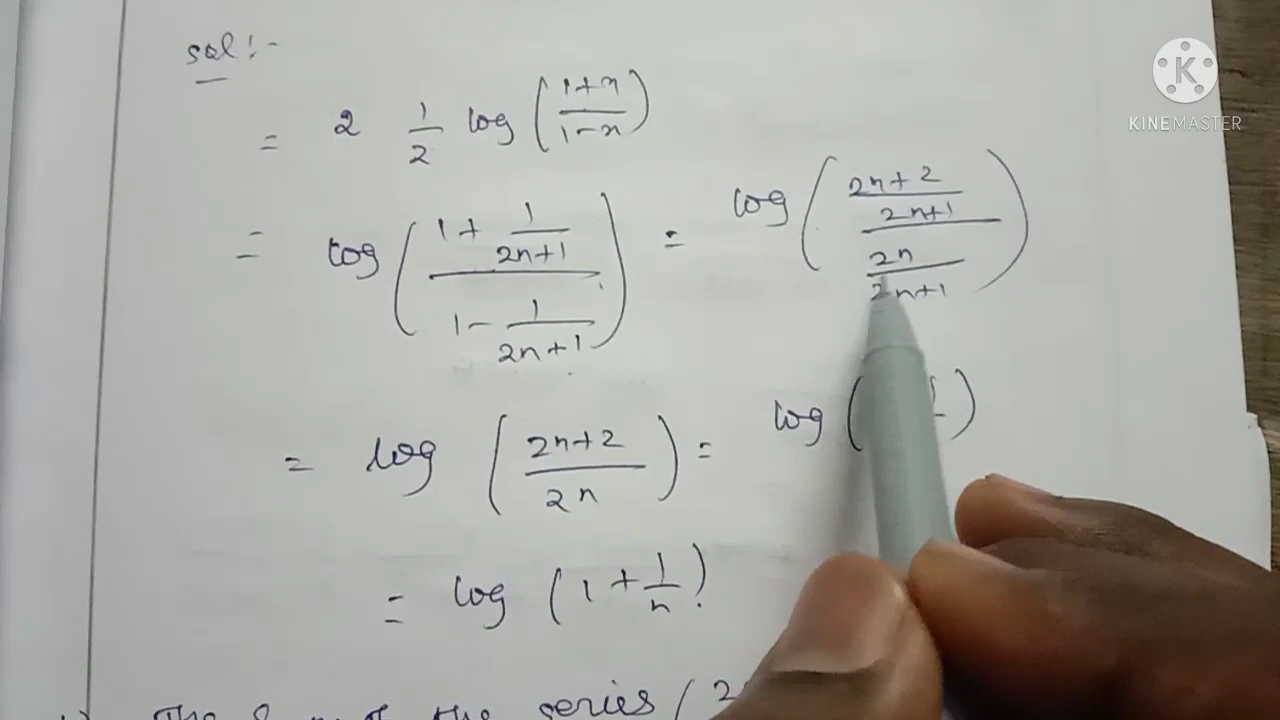 sol :-
= 2 1/2 log ( 1+x / 1-x )
= log ( 1 + 1/2n+1 / 1 - 1/2n+1 ) = log ( 2n+2/2n+1 / 2n/2n+1 )
= log ( 2n+2 / 2n ) = log ( )
= log ( 1 + 1/n ).
The of the series ( 2
KINEMASTER